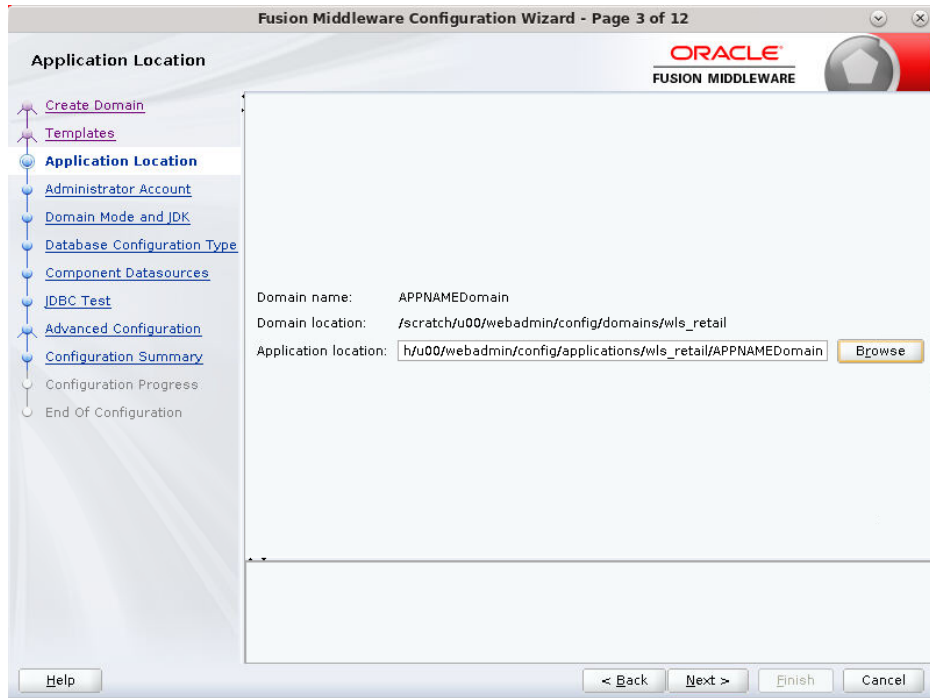 Fusion Middleware Configuration Wizard - Page 3 of 12
Application Location
ORACLE
FUSION MIDDLEWARE
Create Domain
Templates
Application Location
Administrator Account
Domain Mode and JDK
Database Configuration Type
Component Datasources
JDBC Test
Advanced Configuration
Configuration Summary
Configuration Progress
End Of Configuration
Domain name: APPNAMEDomain
Domain location: /scratch/u00/webadmin/config/domains/wls_retail
Application location: h/u00/webadmin/config/applications/wls_retail/APPNAMEDomain Browse
Help < Back Next > Finish Cancel